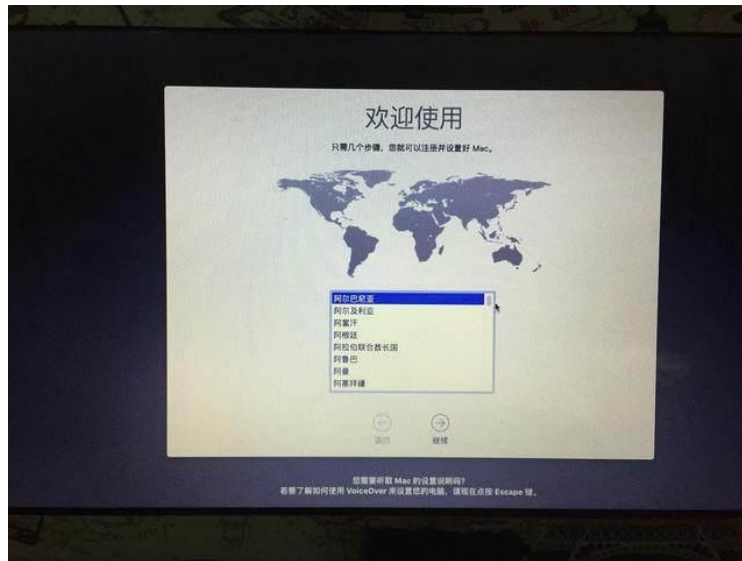 欢迎使用
只需几个步骤，您就可以注册并设置好 Mac。
阿尔巴尼亚
阿尔及利亚
阿富汗
阿根廷
阿拉伯联合酋长国
阿鲁巴
阿曼
阿塞拜疆
返回
继续
您需要听取 Mac 的设置说明吗?
若要了解如何使用 VoiceOver 来设置您的电脑，请现在点按 Escape 键。